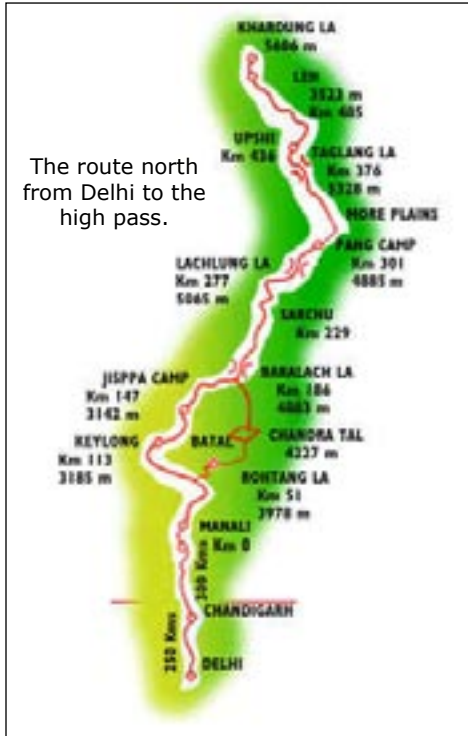 KHARDUNG LA
5606 m
LEH
3523 m
Km 485
UPSHI
Km 436
TAGLANG LA
Km 376
5328 m
The route north
from Delhi to the
high pass.
MORE PLAINS
PANG CAMP
Km 301
4885 m
LACHLUNG LA
Km 277
5065 m
SARCHU
Km 229
BARALACH LA
Km 186
4883 m
JISPPA CAMP
Km 147
3142 m
CHANDRA TAL
4237 m
BATAL
KEYLONG
Km 113
3185 m
ROHTANG LA
Km 51
3978 m
MANALI
Km 0
300 Kms
CHANDIGARH
250 Kms
DELHI